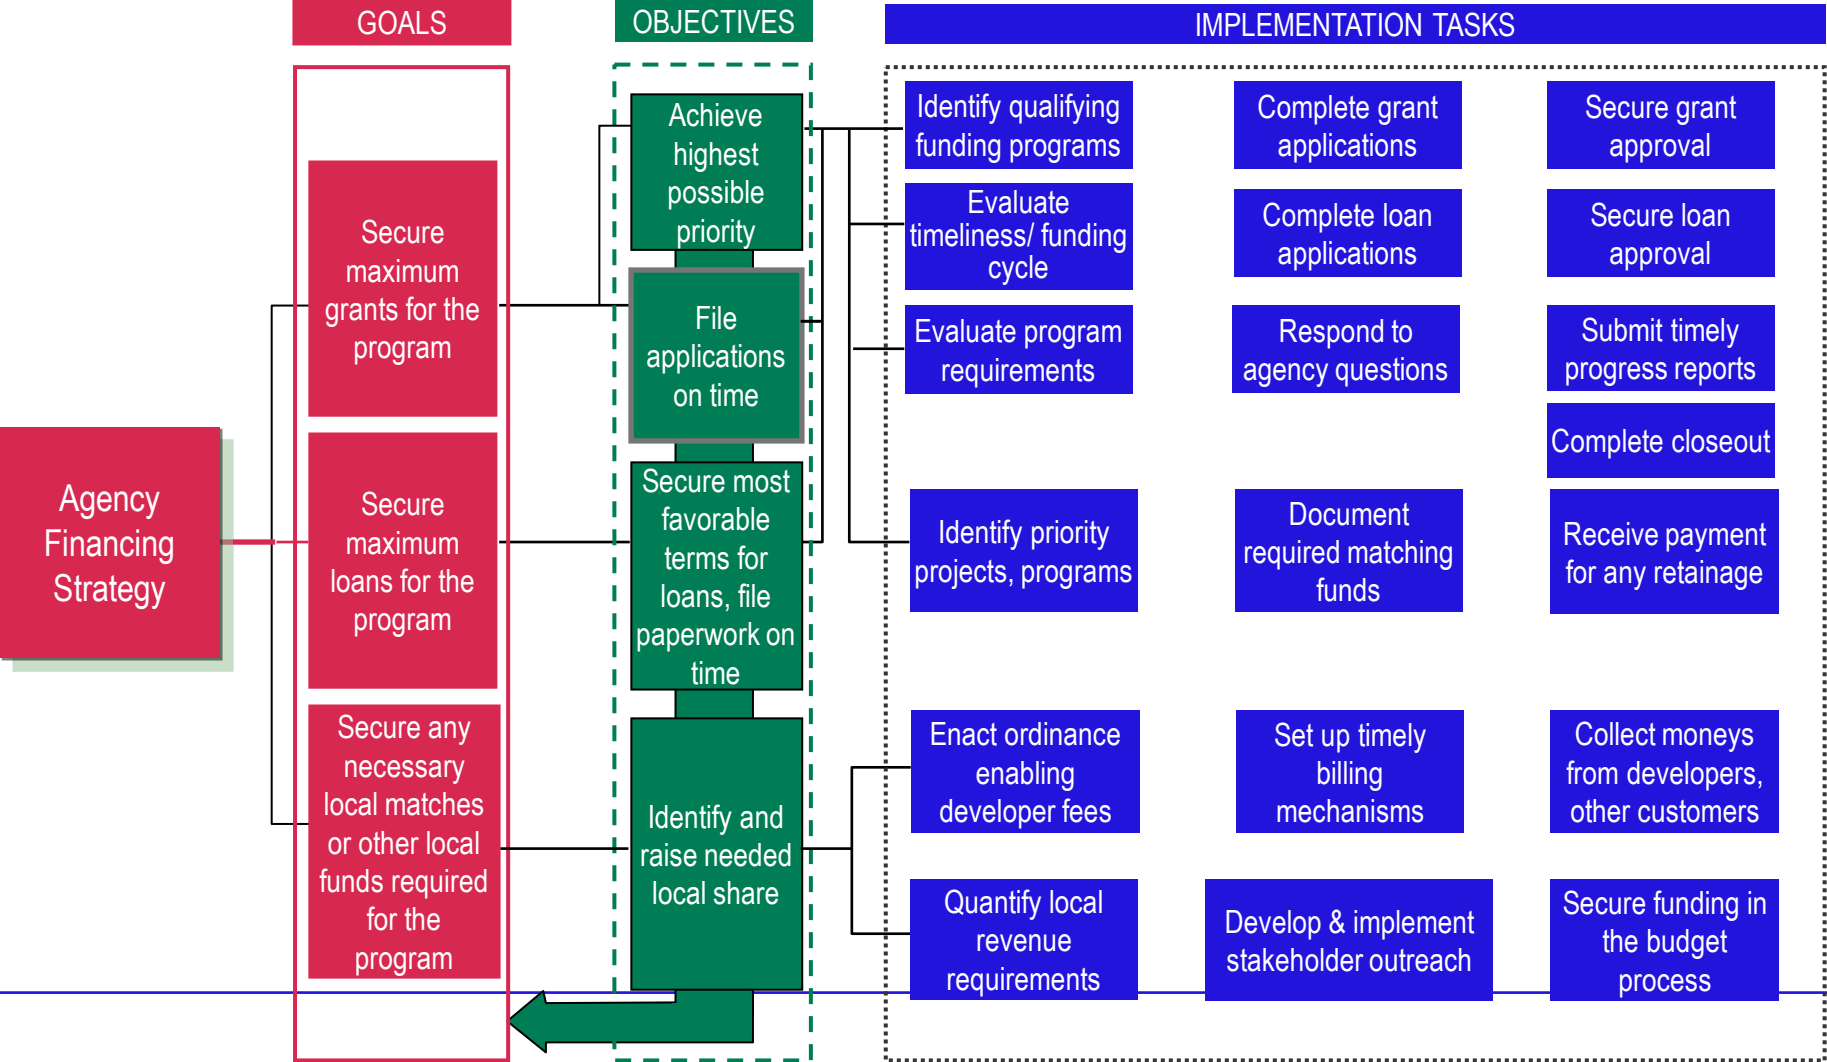 GOALS
OBJECTIVES
IMPLEMENTATION TASKS
Agency
Financing
Strategy
Secure
maximum
grants for the
program
Secure
maximum
loans for the
program
Secure any
necessary
local matches
or other local
funds required
for the
program
Achieve
highest
possible
priority
File
applications
on time
Secure most
favorable
terms for
loans, file
paperwork on
time
Identify and
raise needed
local share
Identify qualifying
funding programs
Complete grant
applications
Secure grant
approval
Evaluate
timeliness/ funding
cycle
Complete loan
applications
Secure loan
approval
Evaluate program
requirements
Respond to
agency questions
Submit timely
progress reports
Complete closeout
Identify priority
projects, programs
Document
required matching
funds
Receive payment
for any retainage
Enact ordinance
enabling
developer fees
Set up timely
billing
mechanisms
Collect moneys
from developers,
other customers
Quantify local
revenue
requirements
Develop & implement
stakeholder outreach
Secure funding in
the budget
process